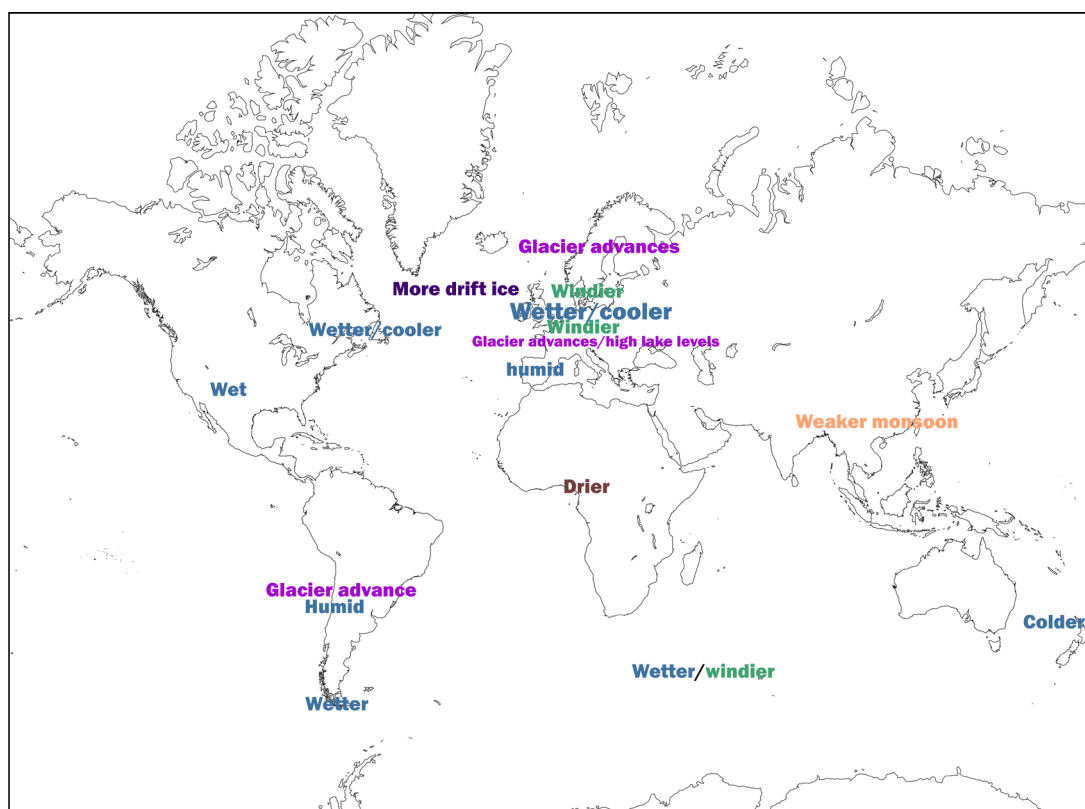 Glacier advances
More drift ice
Windier
Wetter/cooler
Windier
Wetter/cooler
Glacier advances/high lake levels
humid
Wet
Weaker monsoon
Drier
Glacier advance
Humid
Colder
Wetter/windier
Wetter